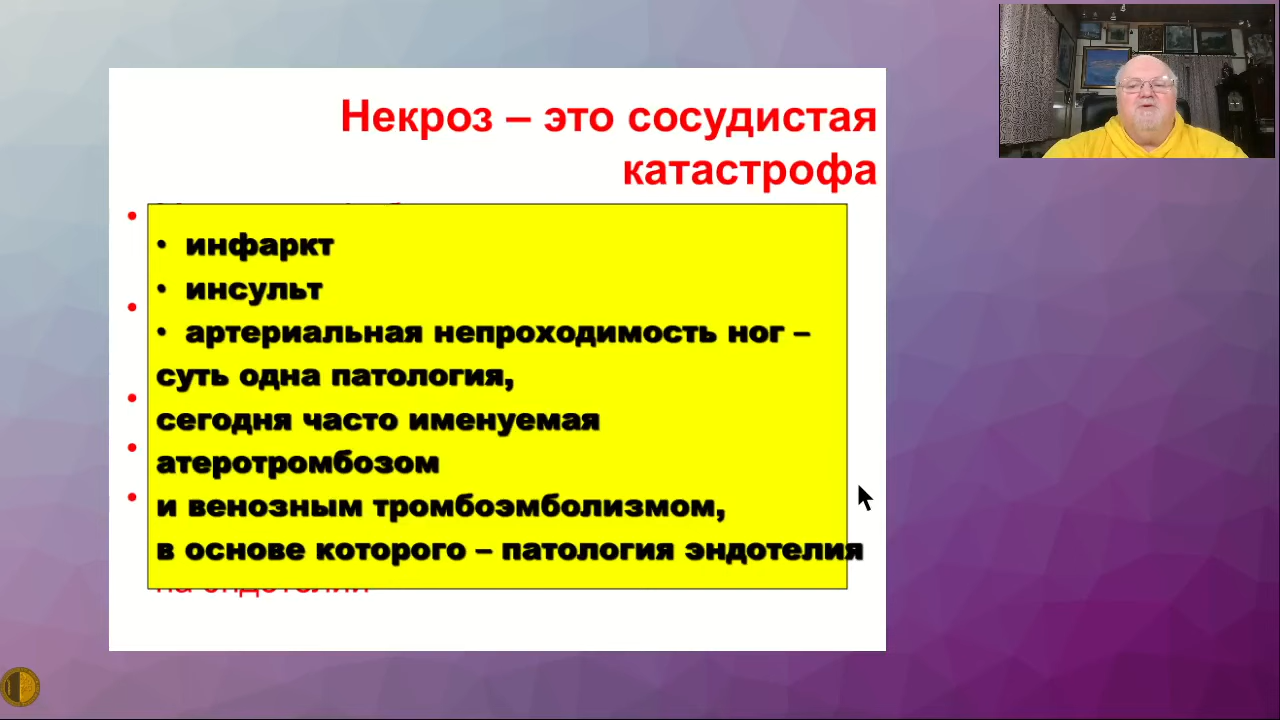 Некроз – это сосудистая
катастрофа
• инфаркт
• инсульт
• артериальная непроходимость ног –
суть одна патология,
сегодня часто именуемая
атеротромбозом
и венозным тромбоэмболизмом,
в основе которого – патология эндотелия